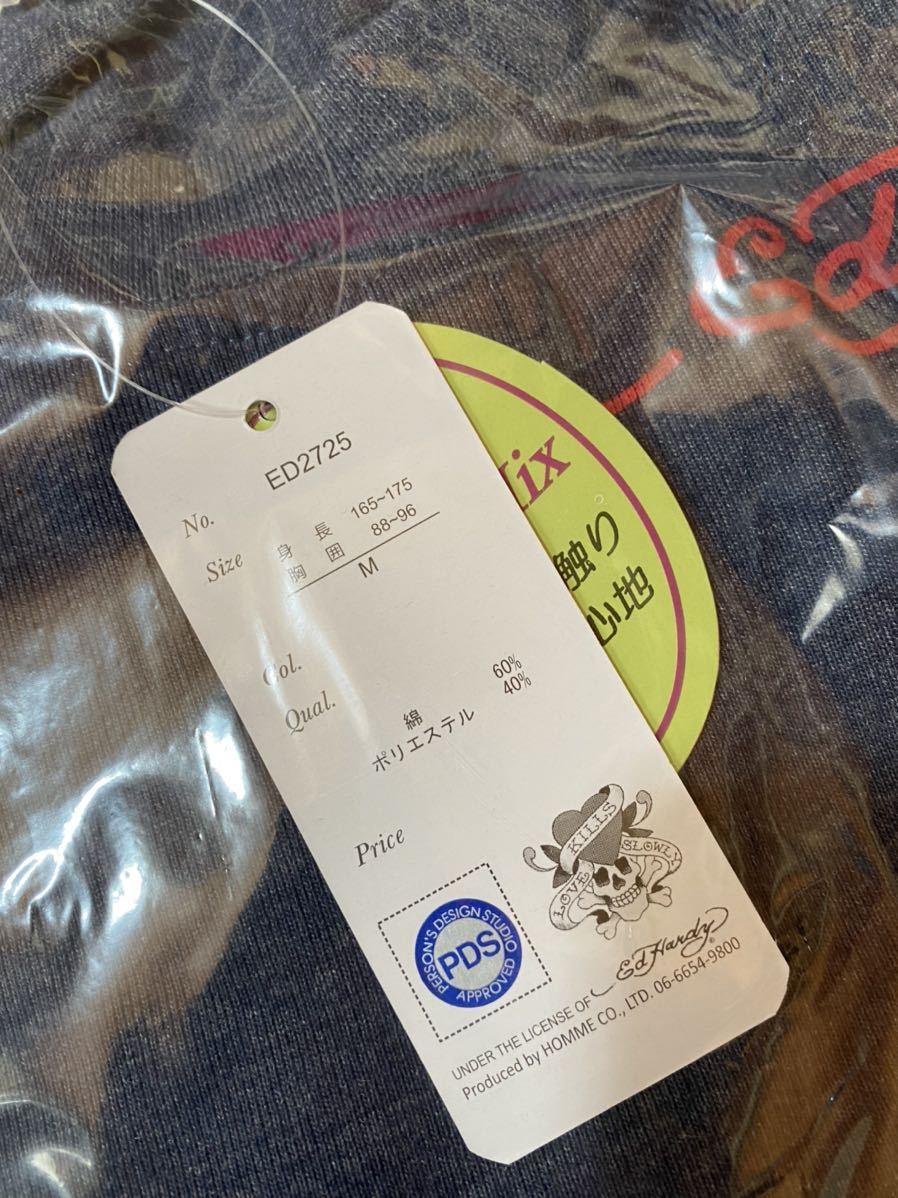 No. ED2725
Size 身長 165~175
胸囲 88~96
M
Col.
Qual. 綿 60%
ポリエステル 40%
Price
PERSON'S DESIGN STUDIO
PDS
APPROVED
KILLS
LOVE SLOWLY
Ed Hardy®
UNDER THE LICENSE OF
Produced by HOMME CO., LTD. 06-6654-9800
ix
触り
心地
Ed